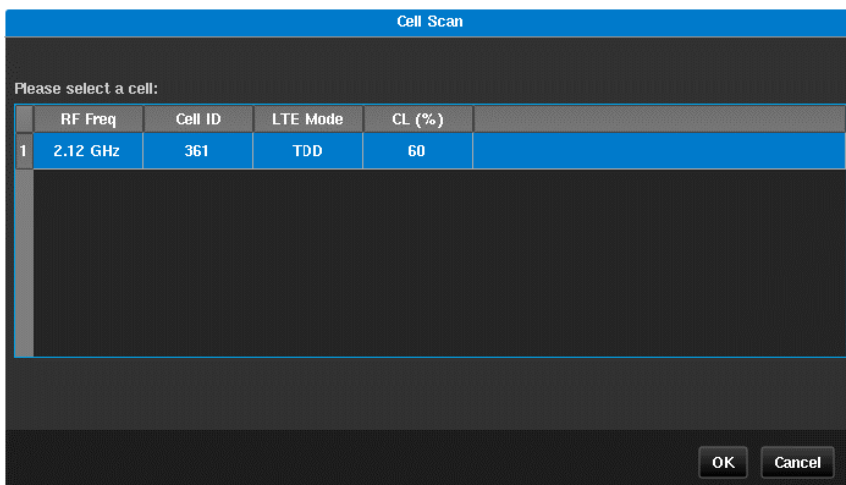 Cell Scan
Please select a cell:
RF Freq Cell ID LTE Mode CL (%)
1 2.12 GHz 361 TDD 60
OK Cancel